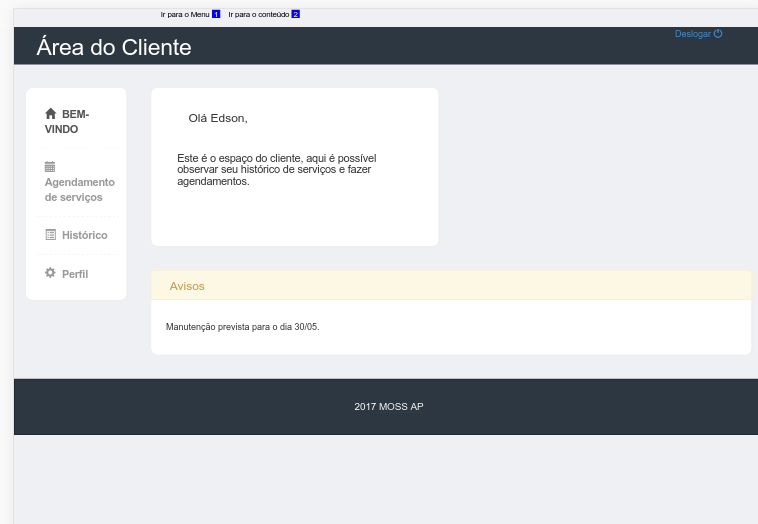 Ir para o Menu 1 Ir para o conteúdo 2
Área do Cliente
Deslogar
BEM-
VINDO
Agendamento
de serviços
Histórico
Perfil
Olá Edson,
Este é o espaço do cliente, aqui é possível
observar seu histórico de serviços e fazer
agendamentos.
Avisos
Manutenção prevista para o dia 30/05.
2017 MOSS AP